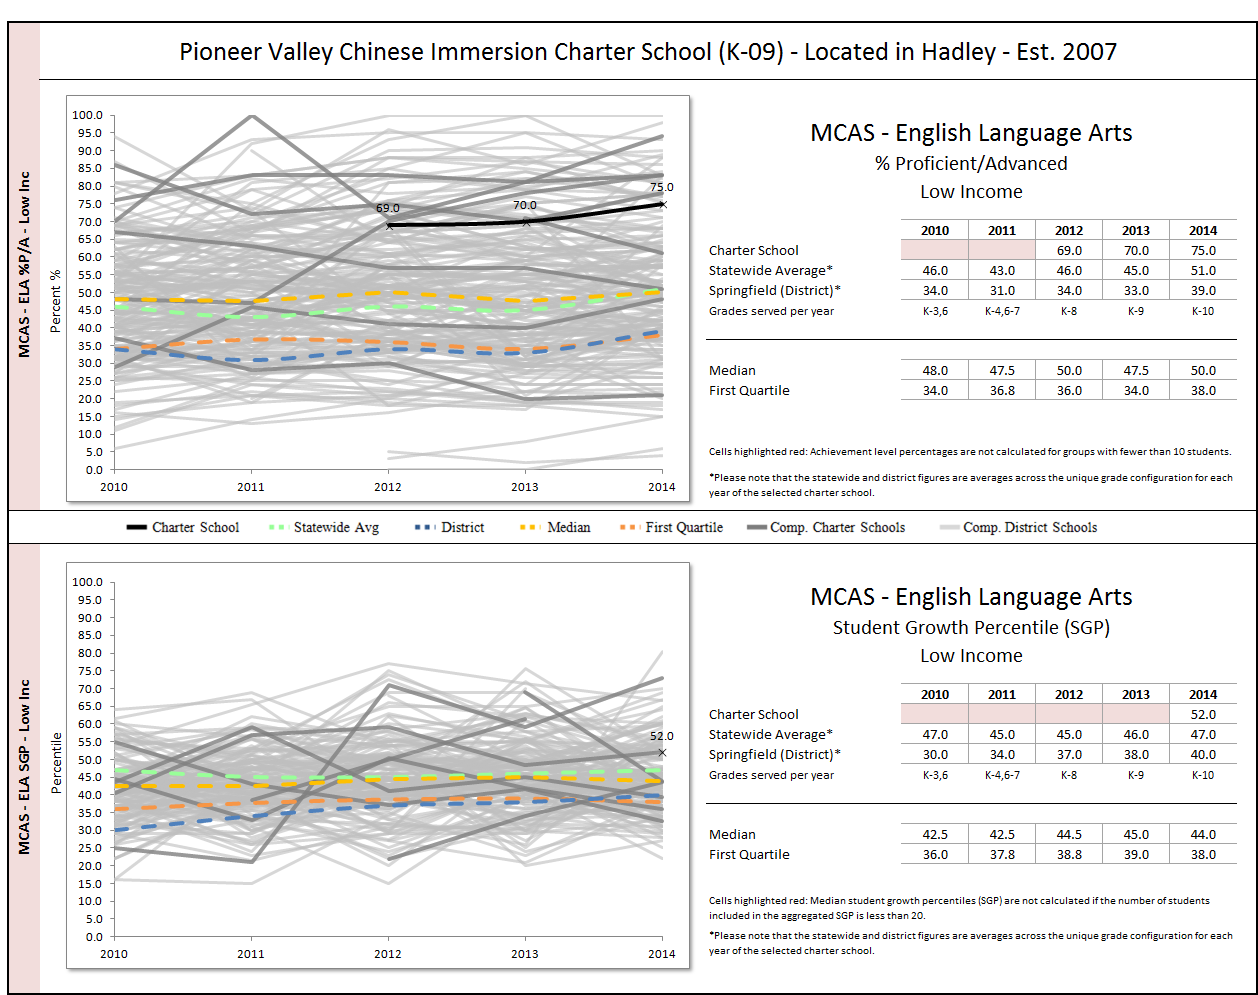 Pioneer Valley Chinese Immersion Charter School (K-09) - Located in Hadley - Est. 2007
MCAS - ELA %P/A - Low Inc
Percent %
100.0
95.0
90.0
85.0
80.0
75.0
70.0
65.0
60.0
55.0
50.0
45.0
40.0
35.0
30.0
25.0
20.0
15.0
10.0
5.0
0.0
69.0
70.0
75.0
2010 2011 2012 2013 2014
MCAS - English Language Arts
% Proficient/Advanced
Low Income
2010 2011 2012 2013 2014
Charter School 69.0 70.0 75.0
Statewide Average* 46.0 43.0 46.0 45.0 51.0
Springfield (District)* 34.0 31.0 34.0 33.0 39.0
Grades served per year K-3,6 K-4,6-7 K-8 K-9 K-10
Median 48.0 47.5 50.0 47.5 50.0
First Quartile 34.0 36.8 36.0 34.0 38.0
Cells highlighted red: Achievement level percentages are not calculated for groups with fewer than 10 students.
*Please note that the statewide and district figures are averages across the unique grade configuration for each
year of the selected charter school.
Charter School Statewide Avg District Median First Quartile Comp. Charter Schools Comp. District Schools
MCAS - ELA SGP - Low Inc
Percentile
100.0
95.0
90.0
85.0
80.0
75.0
70.0
65.0
60.0
55.0
50.0
45.0
40.0
35.0
30.0
25.0
20.0
15.0
10.0
5.0
0.0
52.0
2010 2011 2012 2013 2014
MCAS - English Language Arts
Student Growth Percentile (SGP)
Low Income
2010 2011 2012 2013 2014
Charter School 52.0
Statewide Average* 47.0 45.0 45.0 46.0 47.0
Springfield (District)* 30.0 34.0 37.0 38.0 40.0
Grades served per year K-3,6 K-4,6-7 K-8 K-9 K-10
Median 42.5 42.5 44.5 45.0 44.0
First Quartile 36.0 37.8 38.8 39.0 38.0
Cells highlighted red: Median student growth percentiles (SGP) are not calculated if the number of students
included in the aggregated SGP is less than 20.
*Please note that the statewide and district figures are averages across the unique grade configuration for each
year of the selected charter school.